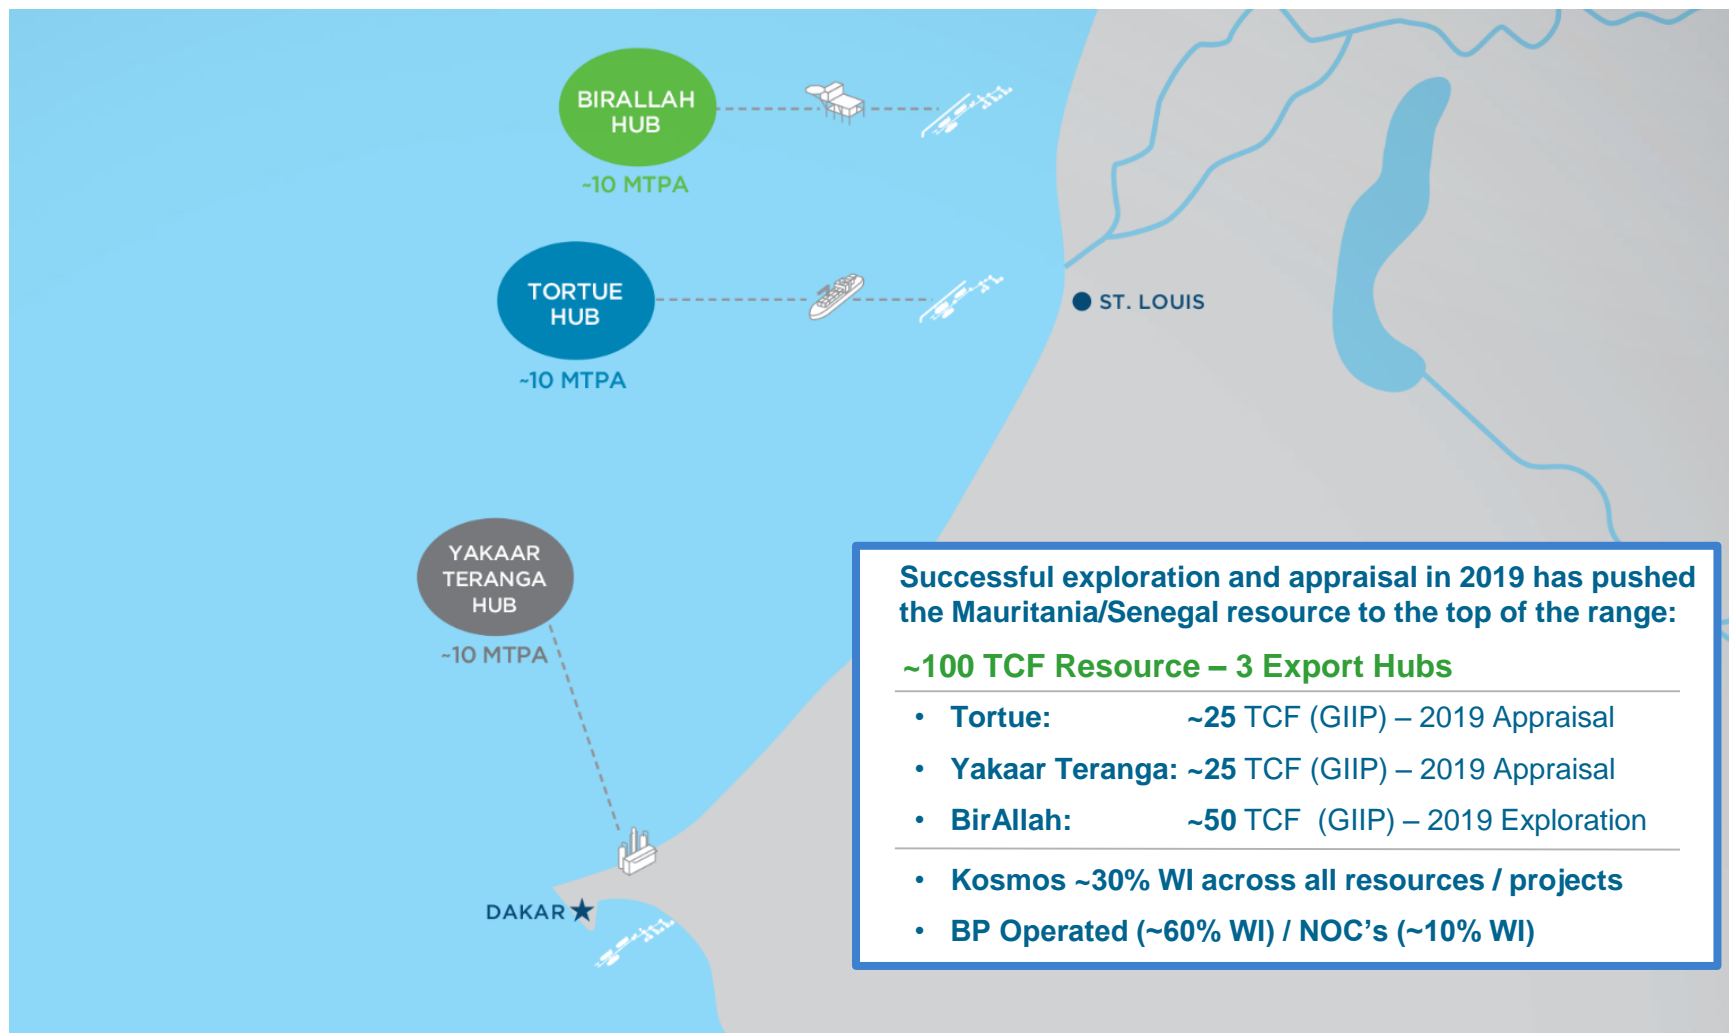 BIRALLAH
HUB
~10 MTPA
TORTUE
HUB
~10 MTPA
ST. LOUIS
YAKAAR
TERANGA
HUB
~10 MTPA
DAKAR
Successful exploration and appraisal in 2019 has pushed
the Mauritania/Senegal resource to the top of the range:
~100 TCF Resource – 3 Export Hubs
• Tortue: ~25 TCF (GIIP) – 2019 Appraisal
• Yakaar Teranga: ~25 TCF (GIIP) – 2019 Appraisal
• BirAllah: ~50 TCF (GIIP) – 2019 Exploration
• Kosmos ~30% WI across all resources / projects
• BP Operated (~60% WI) / NOC's (~10% WI)